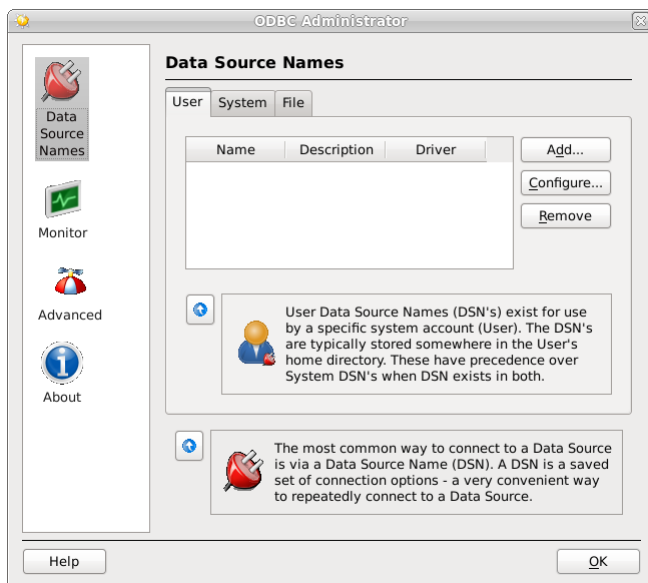 ODBC Administrator
Data
Source
Names
Monitor
Advanced
About
Data Source Names
User System File
Name Description Driver
Add...
Configure...
Remove
User Data Source Names (DSN's) exist for use
by a specific system account (User). The DSN's
are typically stored somewhere in the User's
home directory. These have precedence over
System DSN's when DSN exists in both.
The most common way to connect to a Data Source
is via a Data Source Name (DSN). A DSN is a saved
set of connection options - a very convenient way
to repeatedly connect to a Data Source.
Help
OK